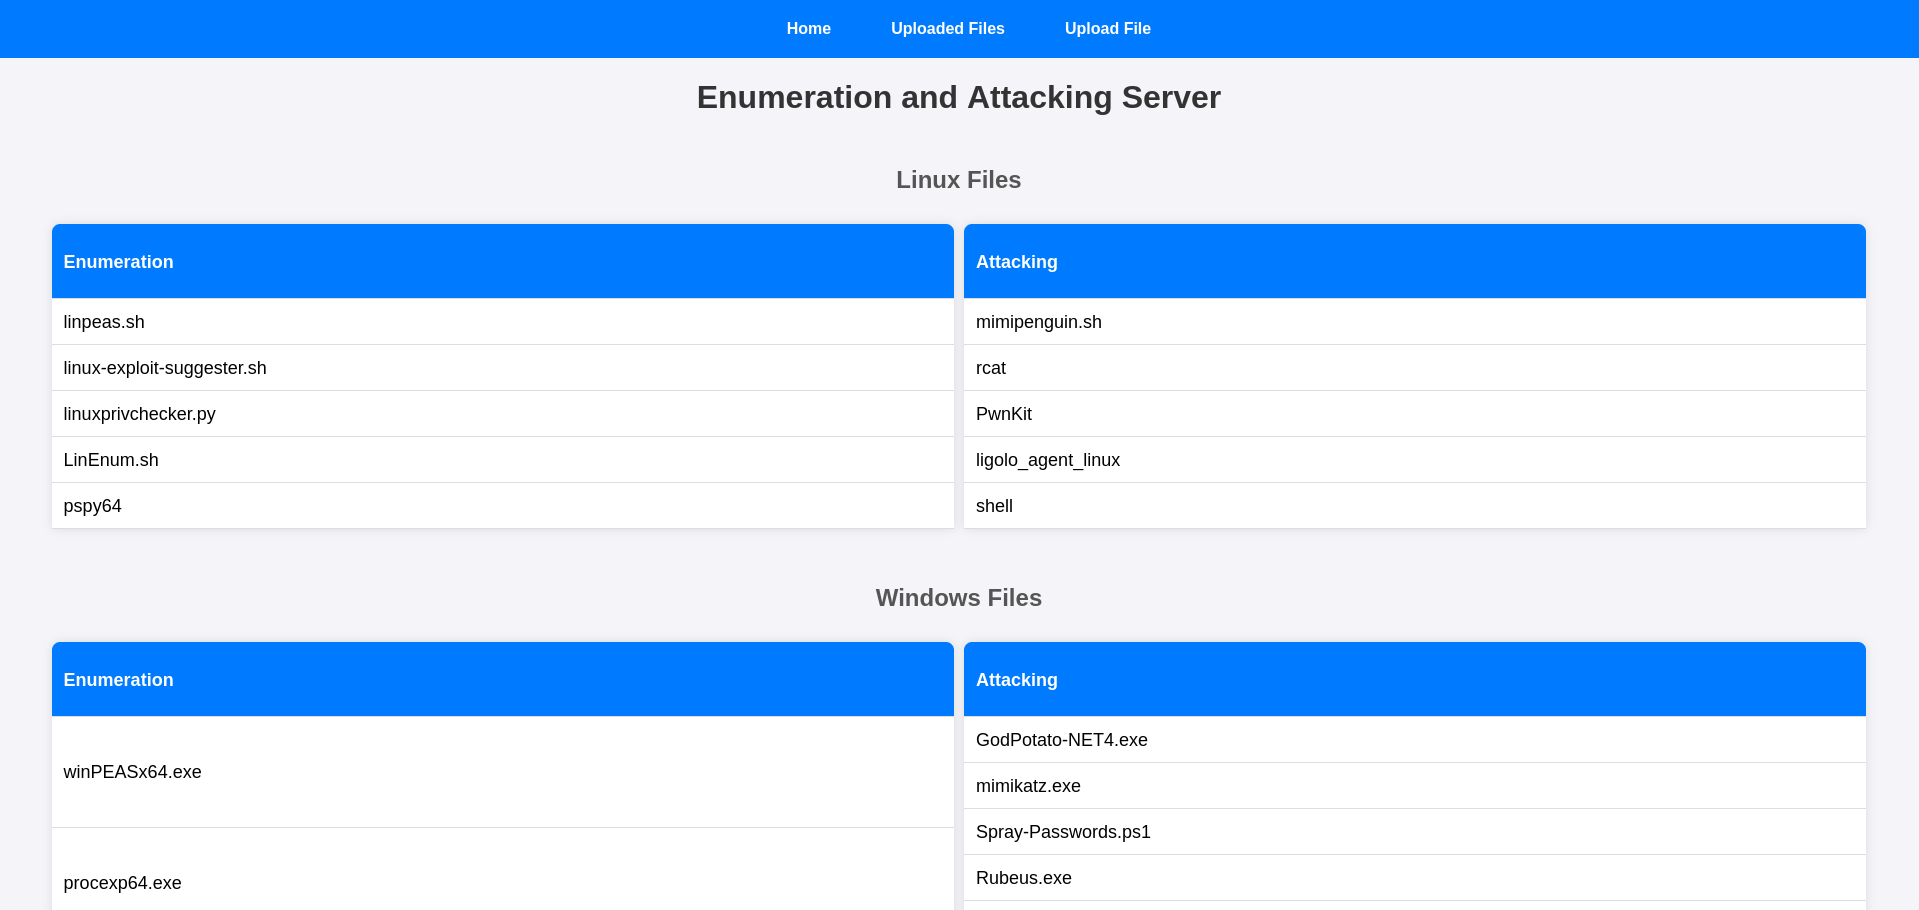 Home Uploaded Files Upload File
Enumeration and Attacking Server
Linux Files
Enumeration
linpeas.sh
linux-exploit-suggester.sh
linuxprivchecker.py
LinEnum.sh
pspy64
Attacking
mimipenguin.sh
rcat
PwnKit
ligolo_agent_linux
shell
Windows Files
Enumeration
winPEASx64.exe
procexp64.exe
Attacking
GodPotato-NET4.exe
mimikatz.exe
Spray-Passwords.ps1
Rubeus.exe